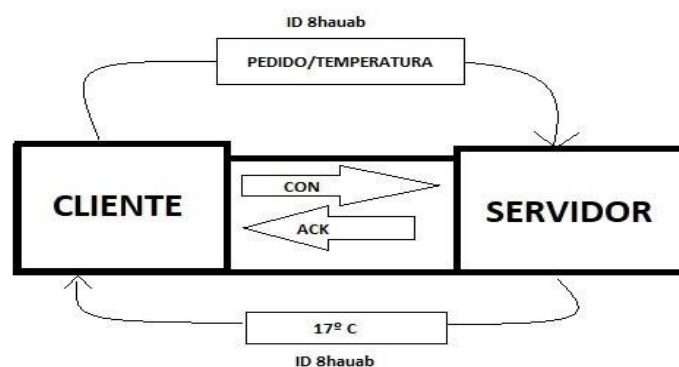 ID 8hauab
PEDIDO/TEMPERATURA
CLIENTE
CON
ACK
SERVIDOR
17º C
ID 8hauab